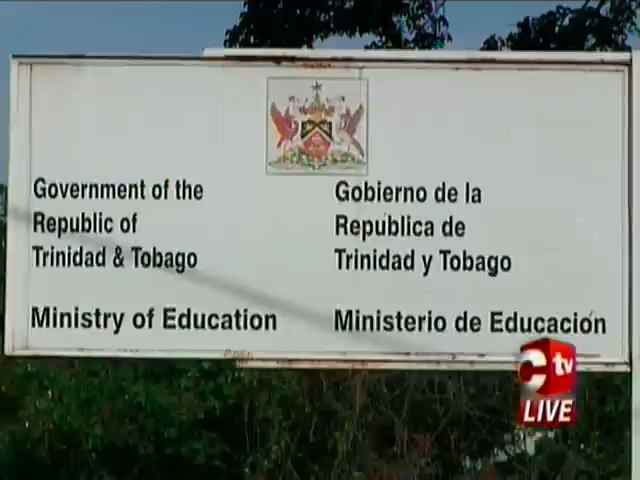 Government of the
Republic of
Trinidad & Tobago
Ministry of Education
Gobierno de la
Republica de
Trinidad y Tobago
Ministerio de Educación
C tv
LIVE